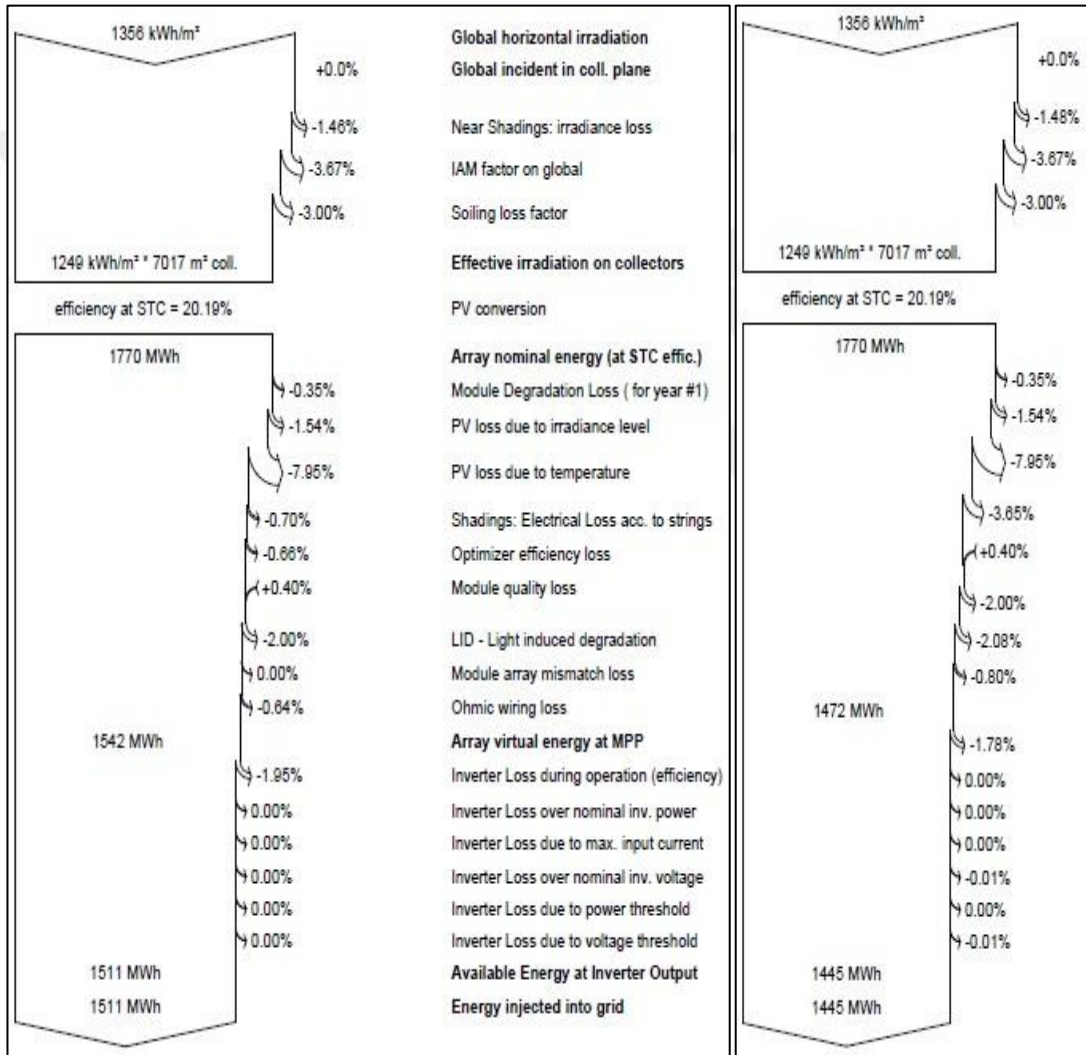 1356 kWh/m²
Global horizontal irradiation
+0.0% Global incident in coll. plane
-1.46% Near Shadings: irradiance loss
-3.67% IAM factor on global
-3.00% Soiling loss factor
1249 kWh/m² * 7017 m² coll. Effective irradiation on collectors
efficiency at STC = 20.19% PV conversion
1770 MWh Array nominal energy (at STC effic.)
-0.35% Module Degradation Loss ( for year #1)
-1.54% PV loss due to irradiance level
-7.95% PV loss due to temperature
-0.70% Shadings: Electrical Loss acc. to strings
-0.66% Optimizer efficiency loss
+0.40% Module quality loss
-2.00% LID - Light induced degradation
0.00% Module array mismatch loss
-0.64% Ohmic wiring loss
1542 MWh Array virtual energy at MPP
-1.95% Inverter Loss during operation (efficiency)
0.00% Inverter Loss over nominal inv. power
0.00% Inverter Loss due to max. input current
0.00% Inverter Loss over nominal inv. voltage
0.00% Inverter Loss due to power threshold
0.00% Inverter Loss due to voltage threshold
1511 MWh Available Energy at Inverter Output
1511 MWh Energy injected into grid
1356 kWh/m²
+0.0%
-1.48%
-3.67%
-3.00%
1249 kWh/m² * 7017 m² coll.
efficiency at STC = 20.19%
1770 MWh
-0.35%
-1.54%
-7.95%
-3.65%
+0.40%
-2.00%
-2.08%
-0.80%
1472 MWh
-1.78%
0.00%
0.00%
0.00%
-0.01%
0.00%
-0.01%
1445 MWh
1445 MWh